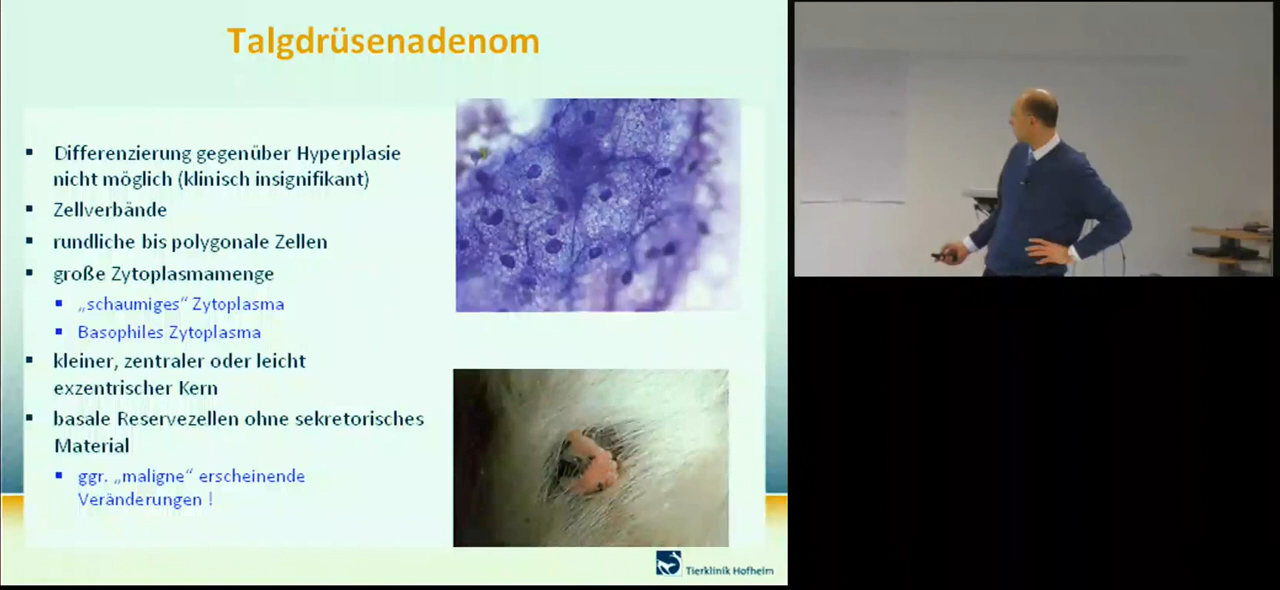 Talgdrüsenadenom
▪ Differenzierung gegenüber Hyperplasie
nicht möglich (klinisch insignifikant)
▪ Zellverbände
▪ rundliche bis polygonale Zellen
▪ große Zytoplasmamenge
▪ „schaumiges“ Zytoplasma
▪ Basophiles Zytoplasma
▪ kleiner, zentraler oder leicht
exzentrischer Kern
▪ basale Reservezellen ohne sekretorisches
Material
▪ ggr. „maligne“ erscheinende
Veränderungen !
Tierklinik Hofheim